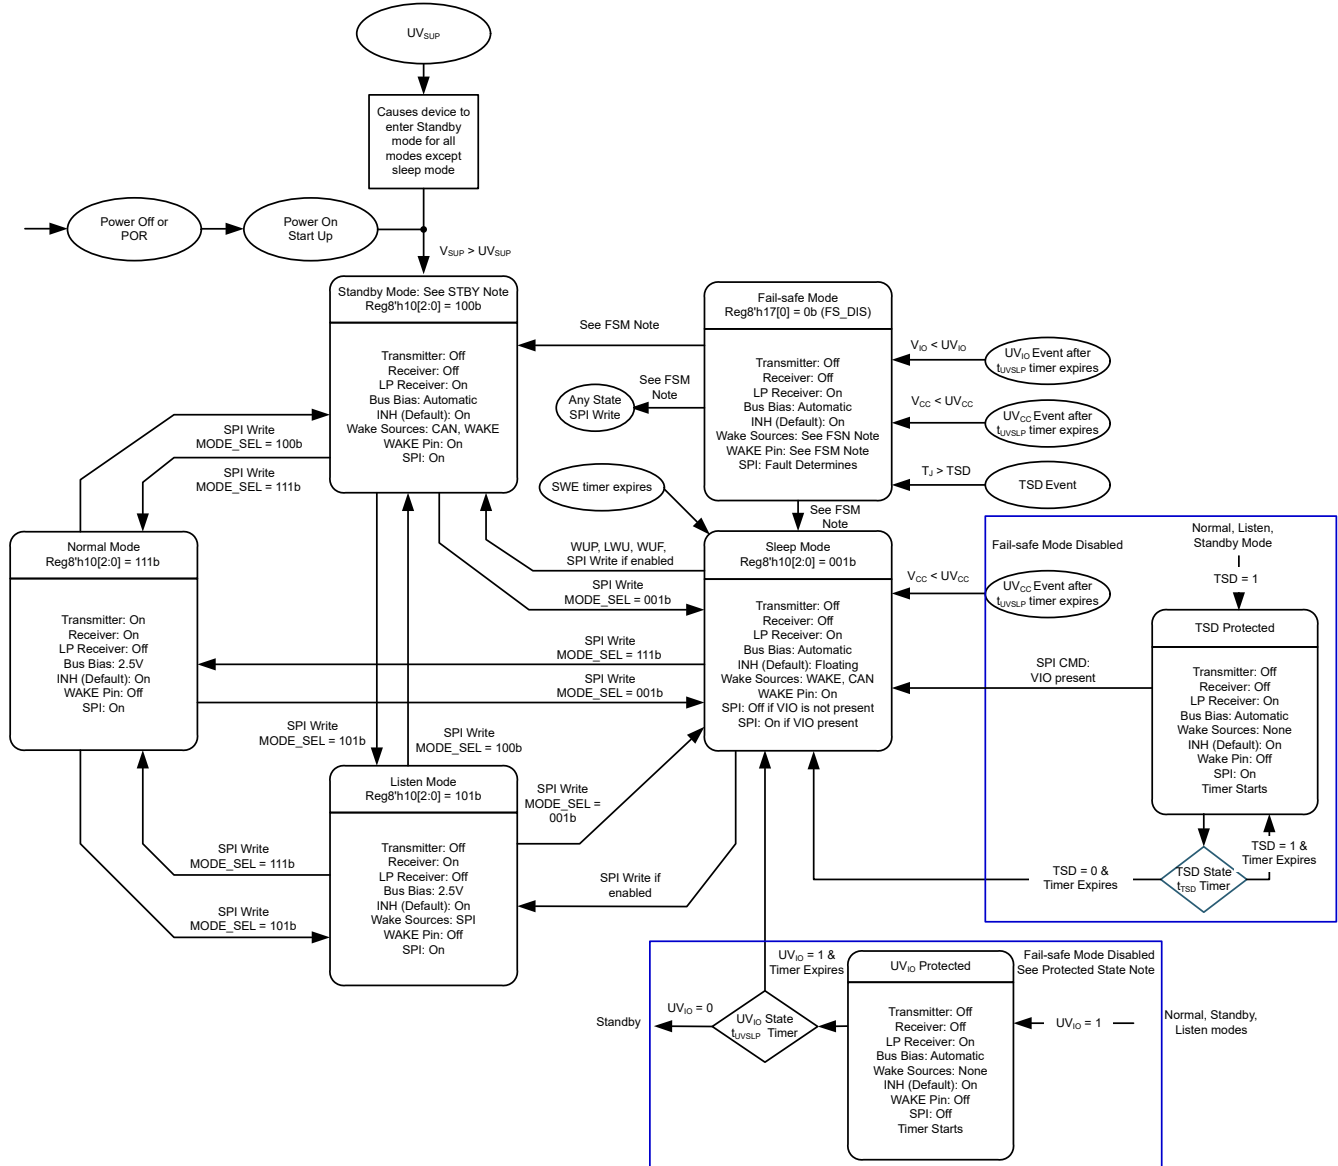 UVSUP
Causes device to
enter Standby
mode for all
modes except
sleep mode
Power Off or
POR
Power On
Start Up
VSUP > UVSUP
Standby Mode: See STBY Note
Reg8'h10[2:0] = 100b
Transmitter: Off
Receiver: Off
LP Receiver: On
Bus Bias: Automatic
INH (Default): On
Wake Sources: CAN, WAKE
WAKE Pin: On
SPI: On
See FSM Note
Fail-safe Mode
Reg8'h17[0] = 0b (FS_DIS)
Transmitter: Off
Receiver: Off
LP Receiver: On
Bus Bias: Automatic
INH (Default): On
Wake Sources: See FSN Note
WAKE Pin: See FSM Note
SPI: Fault Determines
See FSM
Note
Any State
SPI Write
VIO < UVIO
UVIO Event after
tUVSLP timer expires
VCC < UVCC
UVCC Event after
tUVSLP timer expires
TJ > TSD
TSD Event
SPI Write
MODE_SEL = 100b
SPI Write
MODE_SEL = 111b
SWE timer expires
See FSM
Note
Normal Mode
Reg8'h10[2:0] = 111b
Transmitter: On
Receiver: On
LP Receiver: Off
Bus Bias: 2.5V
INH (Default): On
WAKE Pin: Off
SPI: On
WUP, LWU, WUF,
SPI Write if enabled
SPI Write
MODE_SEL = 001b
SPI Write
MODE_SEL = 111b
SPI Write
MODE_SEL = 001b
Sleep Mode
Reg8'h10[2:0] = 001b
Transmitter: Off
Receiver: Off
LP Receiver: On
Bus Bias: Automatic
INH (Default): Floating
Wake Sources: WAKE, CAN
WAKE Pin: On
SPI: Off if VIO is not present
SPI: On if VIO present
Fail-safe Mode Disabled
VCC < UVCC
UVCC Event after
tUVSLP timer expires
Normal, Listen,
Standby Mode
TSD = 1
TSD Protected
Transmitter: Off
Receiver: Off
LP Receiver: On
Bus Bias: Automatic
Wake Sources: None
INH (Default): On
Wake Pin: Off
SPI: On
Timer Starts
SPI CMD:
VIO present
SPI Write
MODE_SEL = 101b
SPI Write
MODE_SEL = 100b
Listen Mode
Reg8'h10[2:0] = 101b
Transmitter: Off
Receiver: On
LP Receiver: Off
Bus Bias: 2.5V
INH (Default): On
Wake Sources: SPI
WAKE Pin: Off
SPI: On
SPI Write
MODE_SEL =
001b
SPI Write
MODE_SEL = 111b
SPI Write
MODE_SEL = 101b
SPI Write if
enabled
TSD = 0 &
Timer Expires
TSD State
tTSD Timer
TSD = 1 &
Timer Expires
UVIO = 1 &
Timer Expires
UVIO Protected
Transmitter: Off
Receiver: Off
LP Receiver: On
Bus Bias: Automatic
Wake Sources: None
INH (Default): On
WAKE Pin: Off
SPI: Off
Timer Starts
Fail-safe Mode Disabled
See Protected State Note
Standby
UVIO = 0
UVIO State
tUVSLP Timer
UVIO = 1
Normal, Standby,
Listen modes